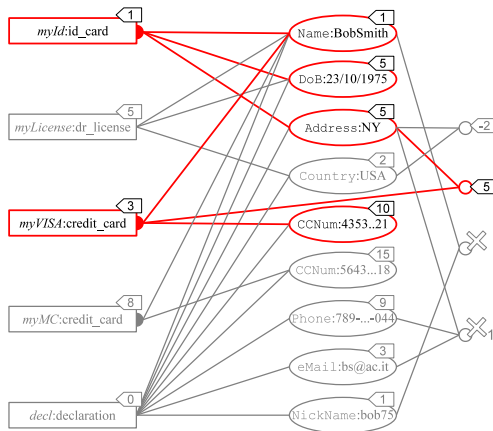 1
myId:id_card
1
Name:BobSmith
5
DoB:23/10/1975
5
myLicense:dr_license
5
Address:NY
-2
2
Country:USA
5
3
myVISA:credit_card
10
CCNum:4353..21
15
CCNum:5643...18
8
myMC:credit_card
9
Phone:789-...-044
1
3
eMail:bs@ac.it
0
decl:declaration
1
NickName:bob75